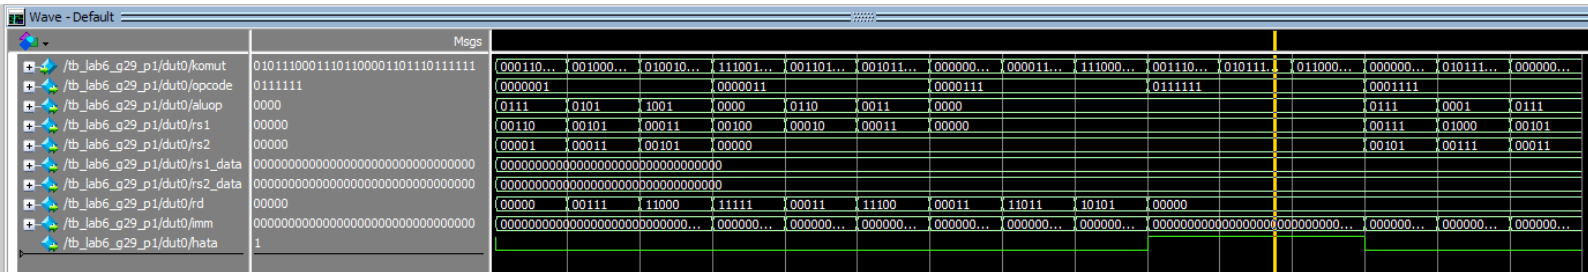 Wave - Default
Msgs
/tb_lab6_g29_p1/dut0/komut 01011100011101100001101110111111 000110... 001000... 010010... 111001... 001101... 001011... 000000... 000011... 111000... 001110... 010111... 011000... 000000... 010111... 000000...
/tb_lab6_g29_p1/dut0/opcode 0111111 0000001 0000011 0000111 0111111 0001111
/tb_lab6_g29_p1/dut0/aluop 0000 0111 0101 1001 0000 0110 0011 0000 0111 0001 0111
/tb_lab6_g29_p1/dut0/rs1 00000 00110 00101 00011 00100 00010 00011 00000 00111 01000 00101
/tb_lab6_g29_p1/dut0/rs2 00000 00001 00011 00101 00000 00101 00111 00011
/tb_lab6_g29_p1/dut0/rs1_data 00000000000000000000000000000000 00000000000000000000000000000000
/tb_lab6_g29_p1/dut0/rs2_data 00000000000000000000000000000000 00000000000000000000000000000000
/tb_lab6_g29_p1/dut0/rd 00000 00000 00111 11000 11111 00011 11100 00011 11011 10101 00000
/tb_lab6_g29_p1/dut0/imm 00000000000000000000000000000000 0000000000000000000000000000... 000000... 000000... 000000... 000000... 000000... 000000... 0000000000000000000000000000... 000000... 000000... 000000...
/tb_lab6_g29_p1/dut0/hata 1